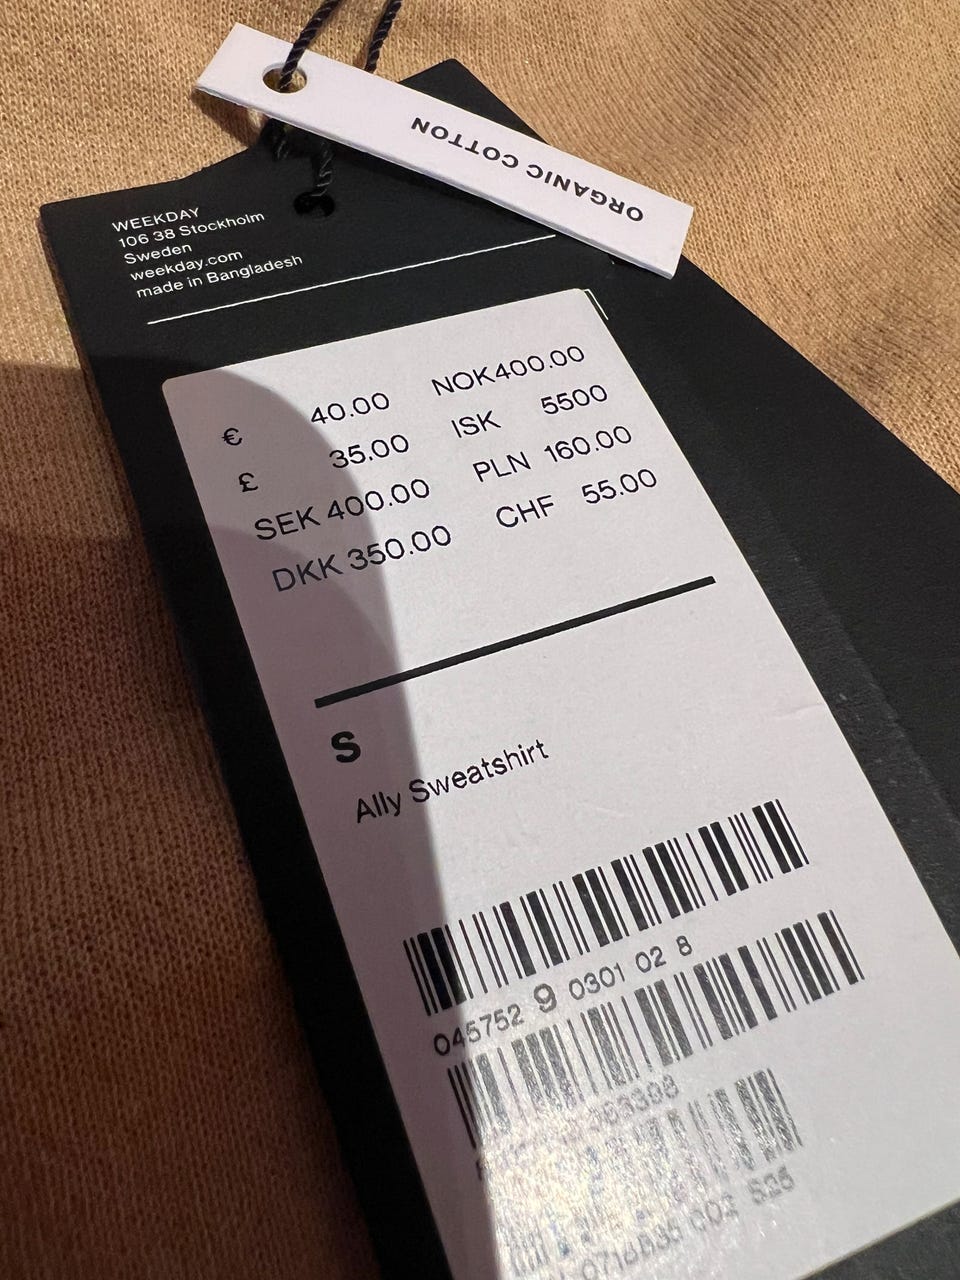 ORGANIC COTTON
WEEKDAY
106 38 Stockholm
Sweden
weekday.com
made in Bangladesh
€ 40.00 NOK400.00
£ 35.00 ISK 5500
SEK 400.00 PLN 160.00
DKK 350.00 CHF 55.00
S
Ally Sweatshirt
045752 9 0301 02 8